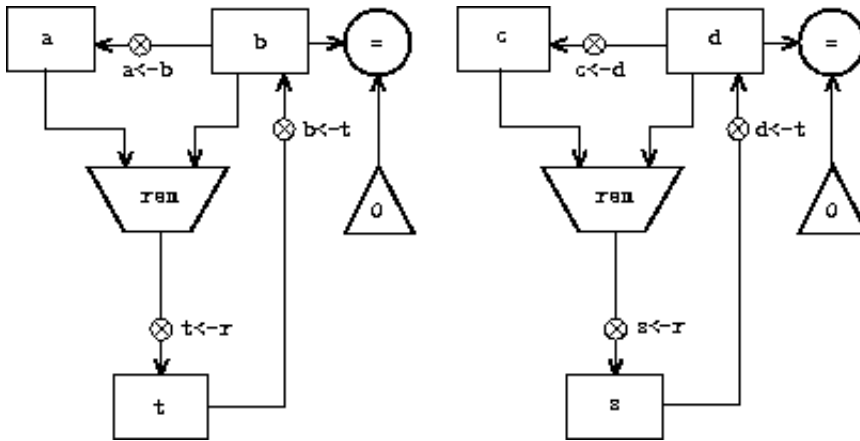 a
b
=
a<-b
b<-t
rem
0
t<-r
t
c
d
=
c<-d
d<-t
rem
0
s<-r
s